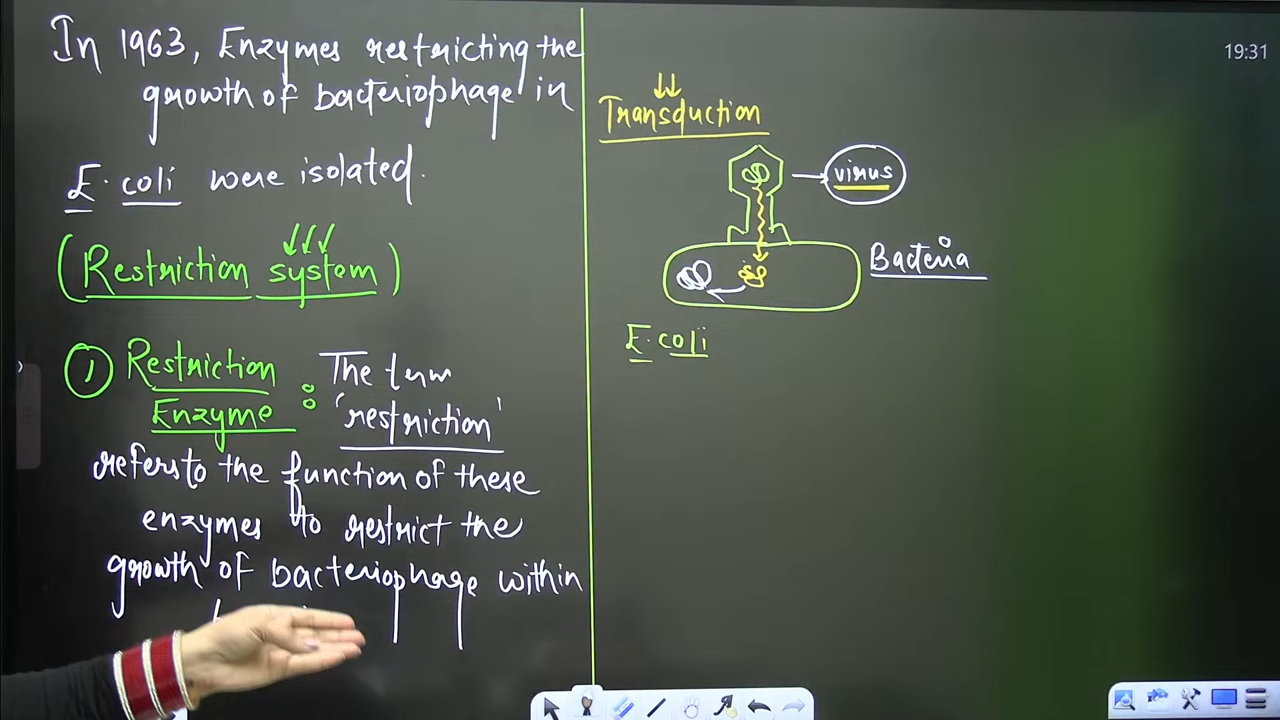 In 1963, Enzymes restricting the
growth of bacteriophage in
E. coli were isolated.
(Restriction system)
① Restriction
Enzyme : The term
'restriction'
refers to the function of these
enzymes to restrict the
growth of bacteriophage within
19:31
Transduction
virus
Bacteria
E. coli